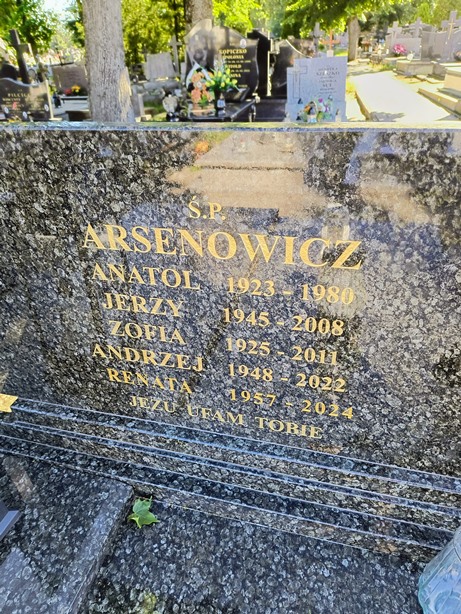 KOPICZKO
Ś.P.
ARSENOWICZ
ANATOL 1923 - 1980
JERZY 1945 - 2008
ZOFIA 1925 - 2011
ANDRZEJ 1948 - 2022
RENATA 1957 - 2024
JEZU UFAM TOBIE